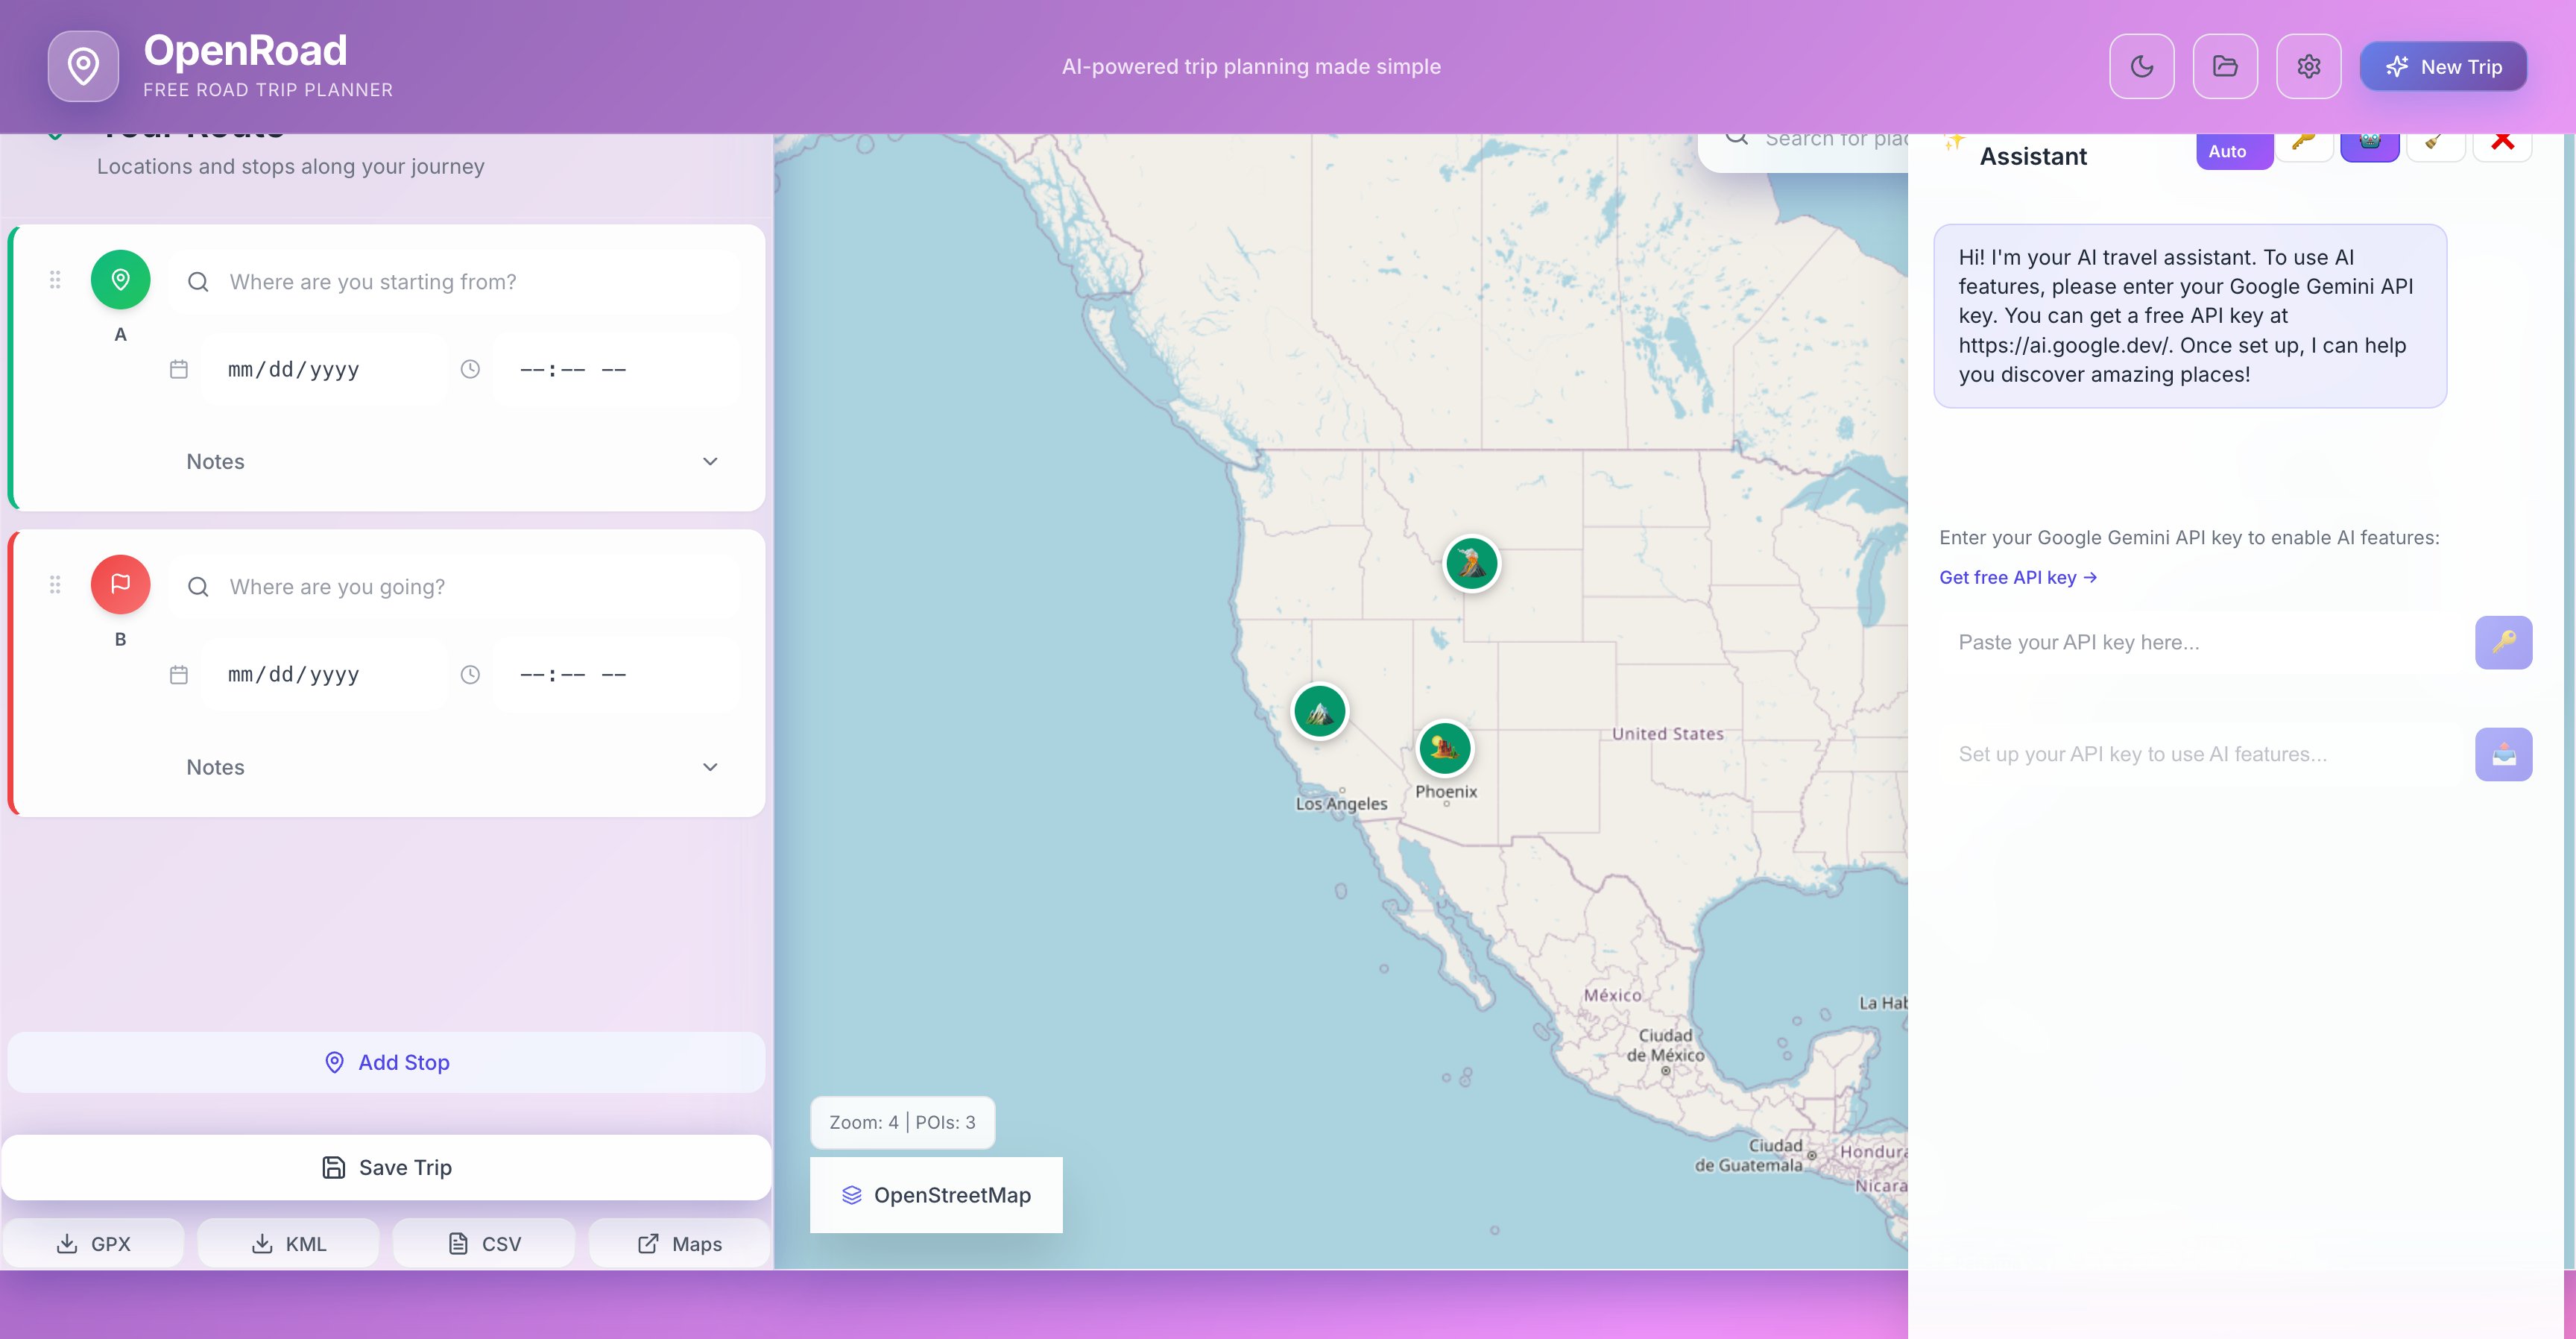 OpenRoad
FREE ROAD TRIP PLANNER
AI-powered trip planning made simple
New Trip
Your Route
Locations and stops along your journey
A
Where are you starting from?
mm/dd/yyyy
--:-- --
Notes
B
Where are you going?
mm/dd/yyyy
--:-- --
Notes
Add Stop
Save Trip
GPX
KML
CSV
Maps
Search for plac
United States
Los Angeles
Phoenix
México
La Hab
Ciudad
de México
Ciudad
de Guatemala
Hondura
Nicara
Zoom: 4 | POIs: 3
OpenStreetMap
Assistant
Auto
Hi! I'm your AI travel assistant. To use AI
features, please enter your Google Gemini API
key. You can get a free API key at
https://ai.google.dev/. Once set up, I can help
you discover amazing places!
Enter your Google Gemini API key to enable AI features:
Get free API key →
Paste your API key here...
Set up your API key to use AI features...